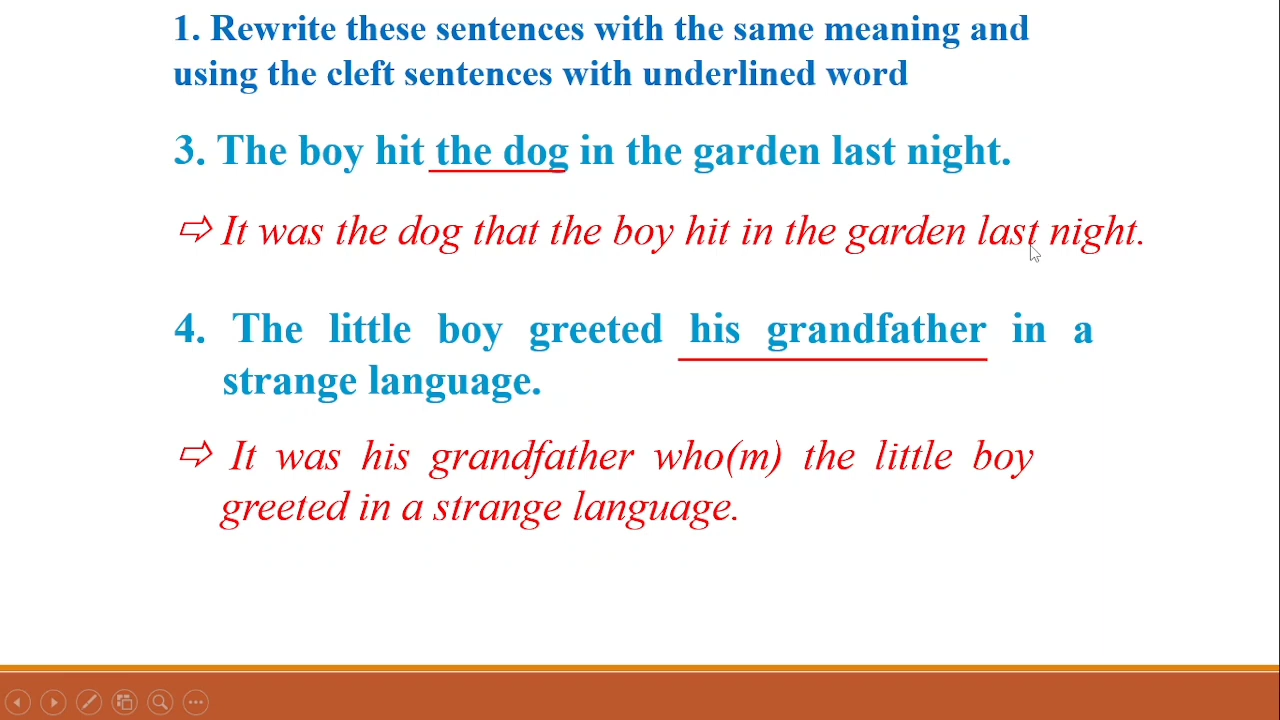 1. Rewrite these sentences with the same meaning and
using the cleft sentences with underlined word
3. The boy hit the dog in the garden last night.
⇨ It was the dog that the boy hit in the garden last night.
4. The little boy greeted his grandfather in a
strange language.
⇨ It was his grandfather who(m) the little boy
greeted in a strange language.